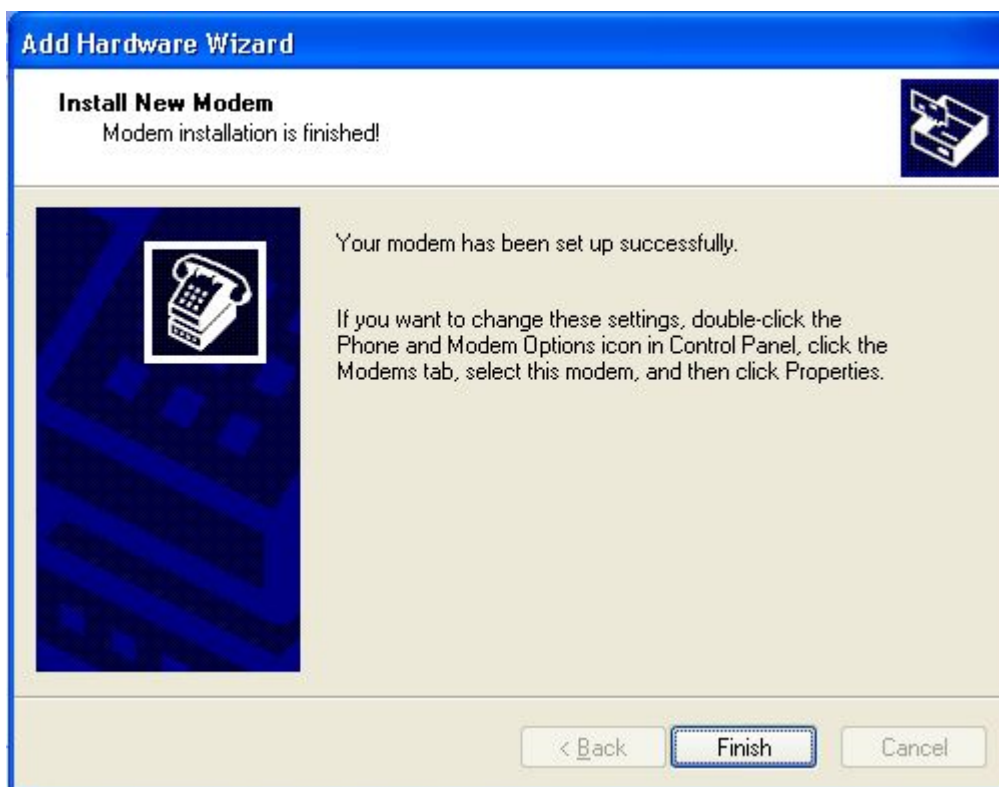 Add Hardware Wizard
Install New Modem
Modem installation is finished!
Your modem has been set up successfully.
If you want to change these settings, double-click the
Phone and Modem Options icon in Control Panel, click the
Modems tab, select this modem, and then click Properties.
< Back Finish Cancel